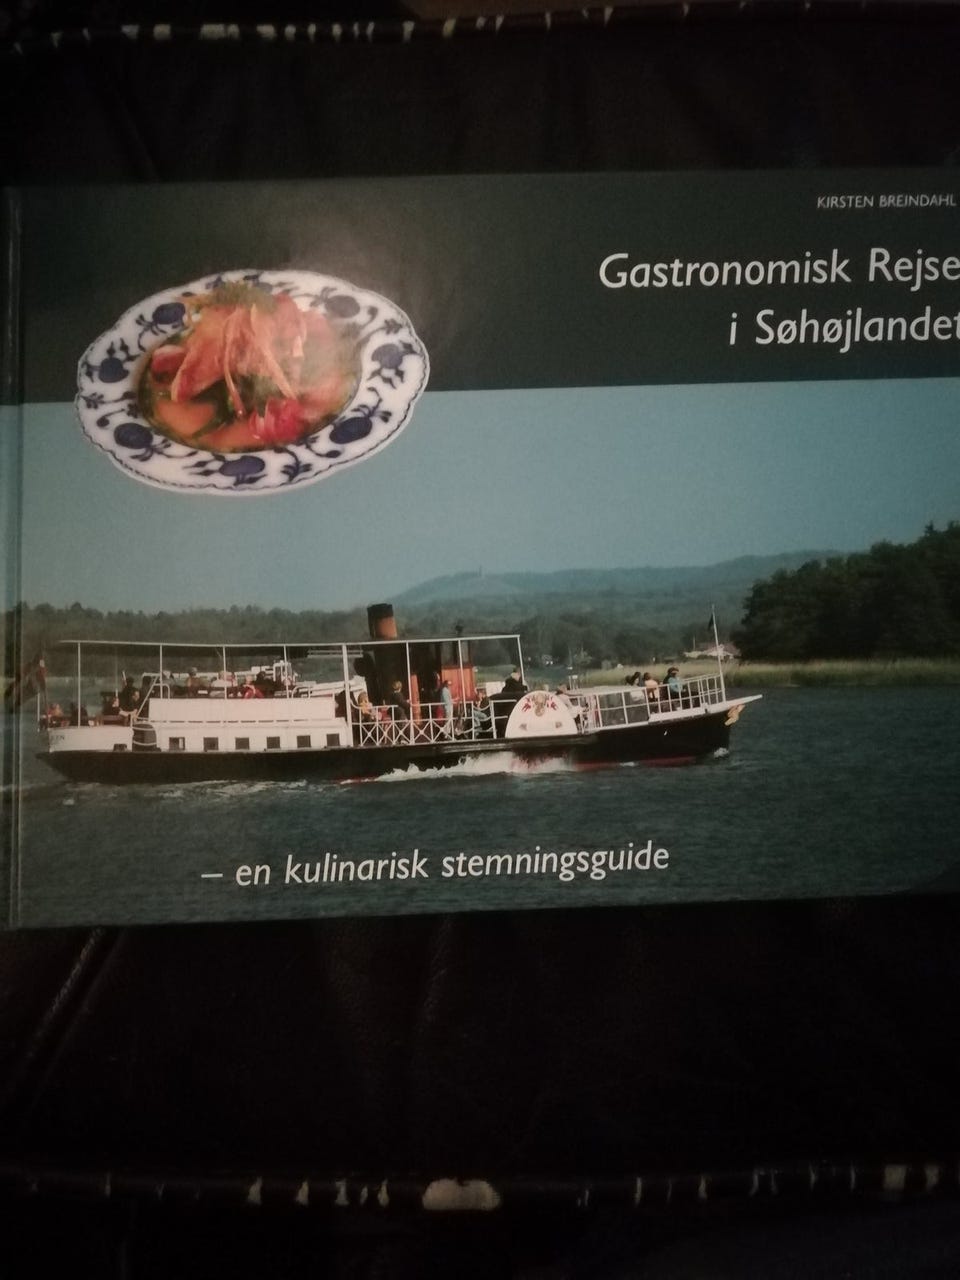 KIRSTEN BREINDAHL
Gastronomisk Rejse
i Søhøjlandet
– en kulinarisk stemningsguide